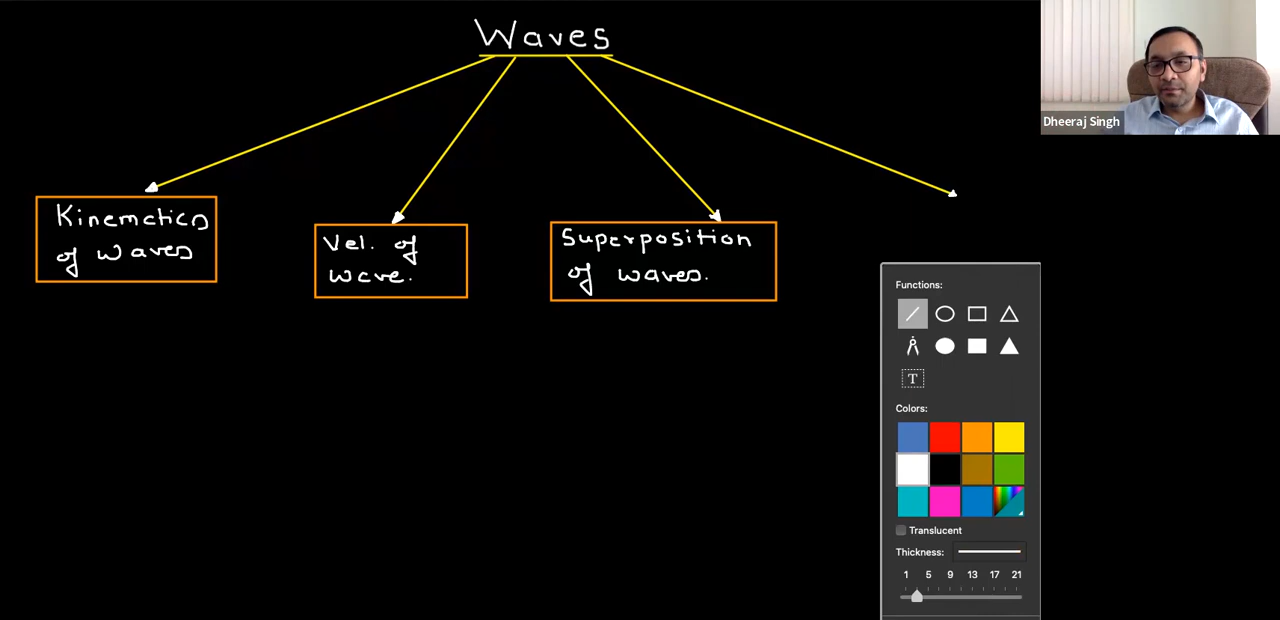 Waves
Dheeraj Singh
Kinematics
of waves
Vel. of
wave.
Superposition
of waves.
Functions:
T
Colors:
Translucent
Thickness:
1 5 9 13 17 21